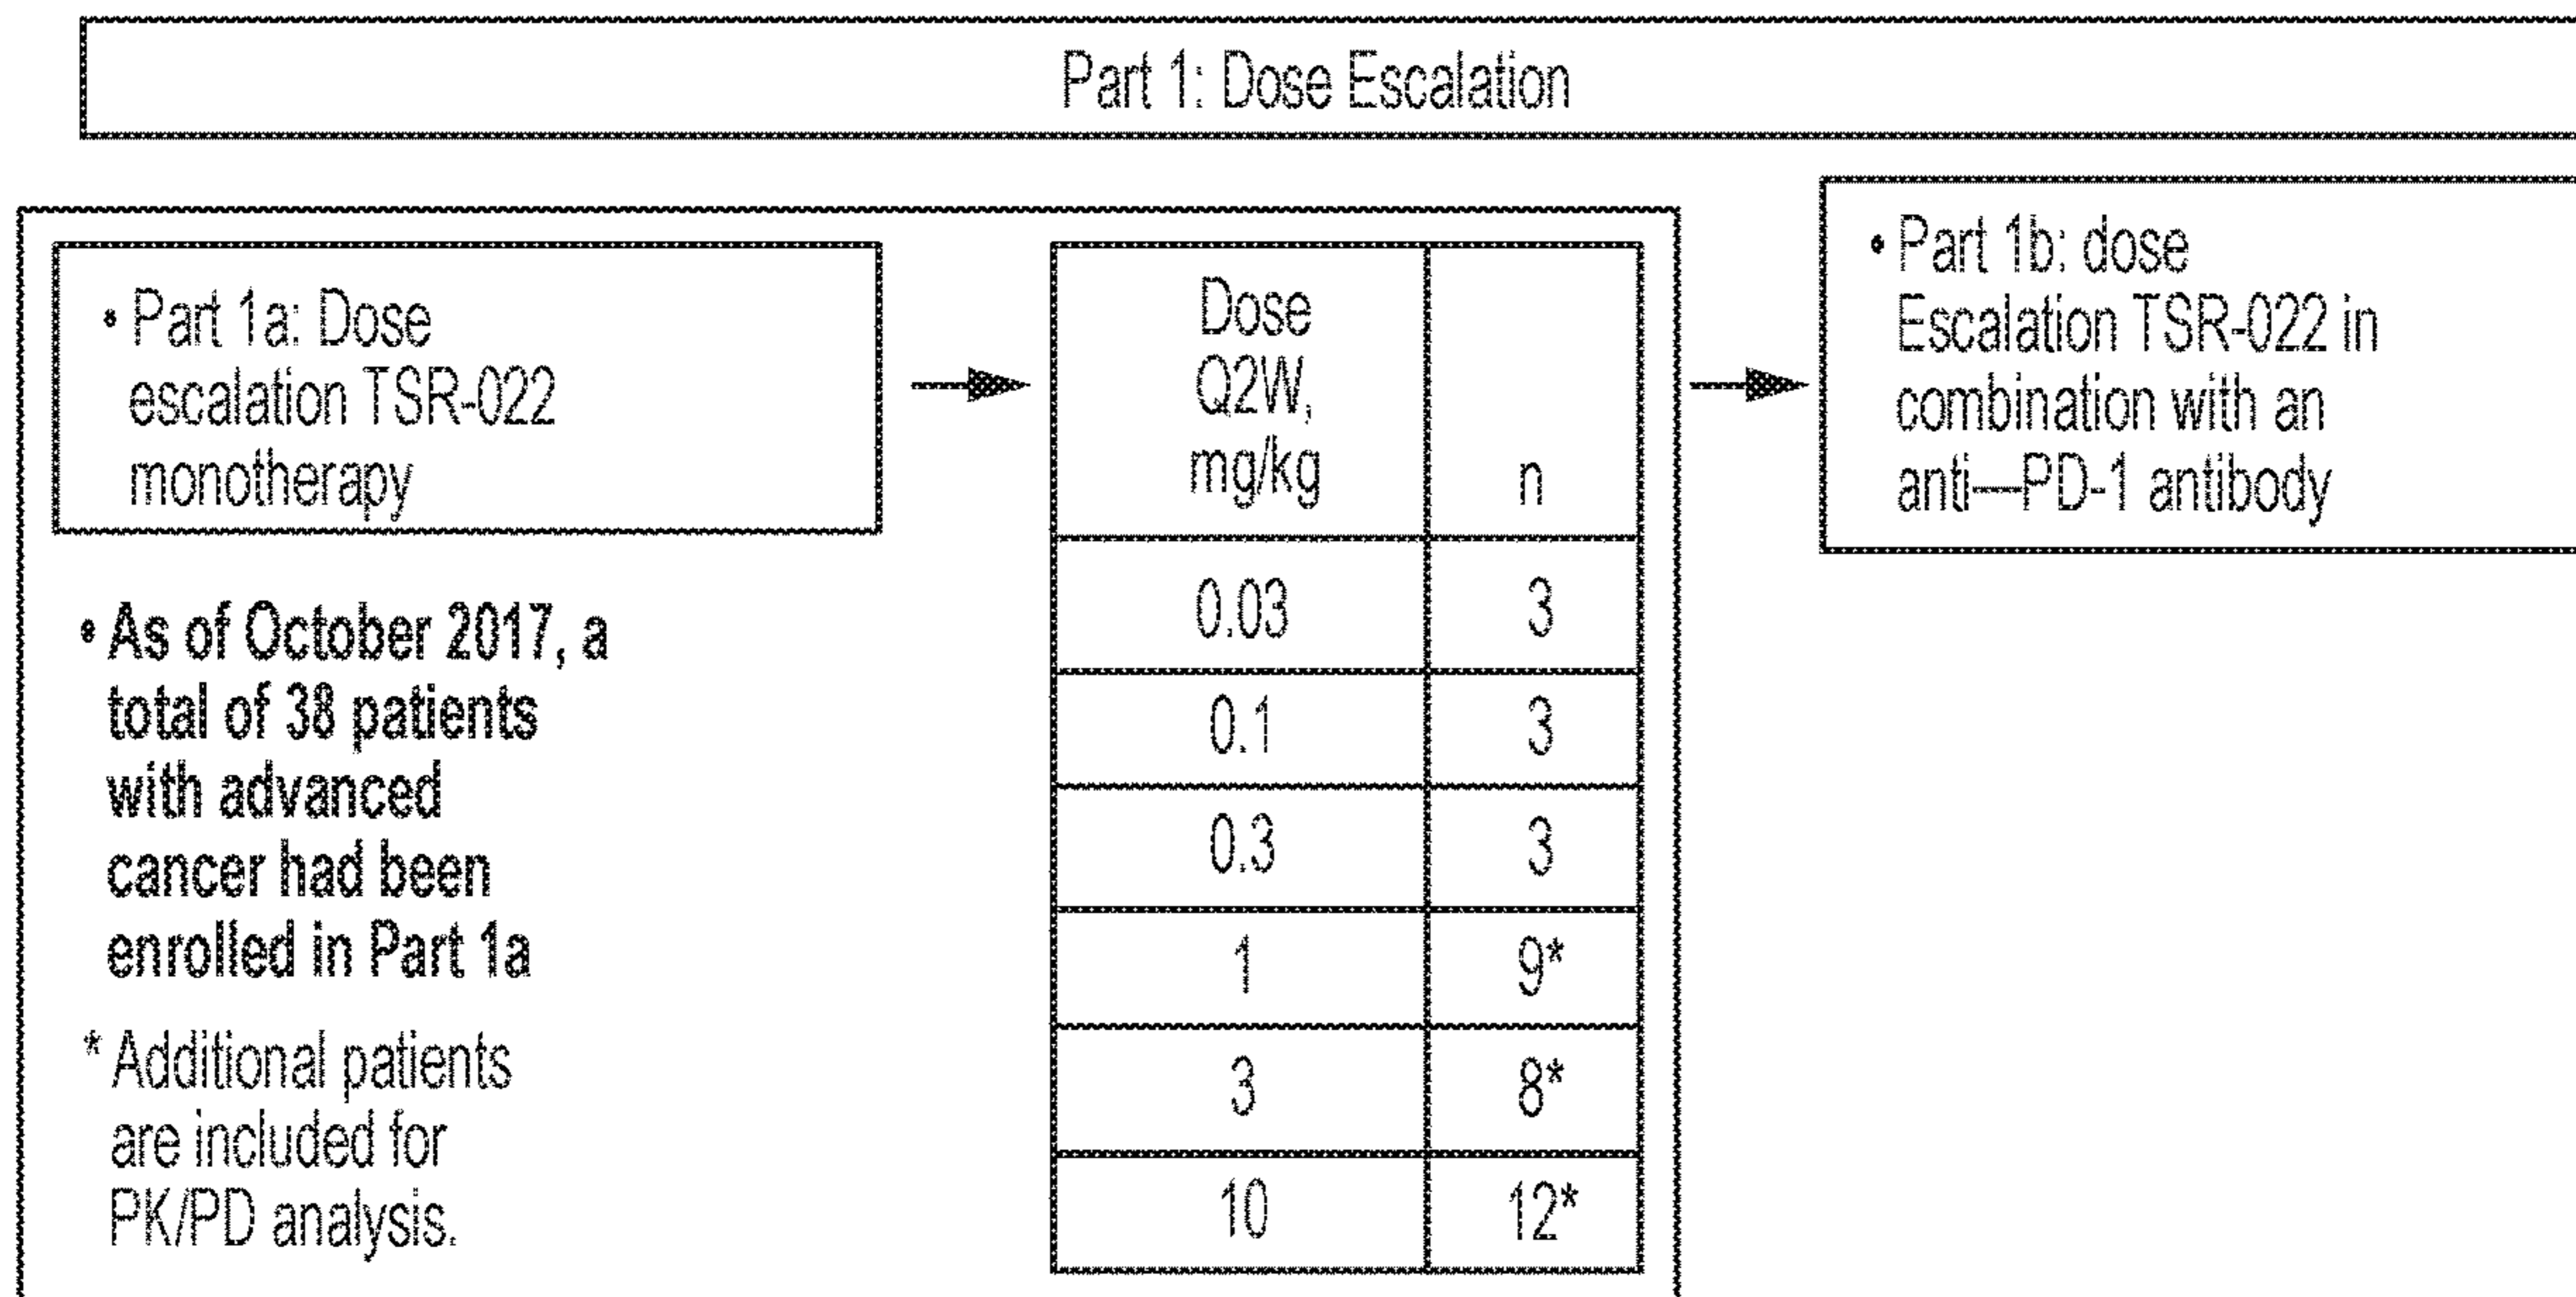 Part 1: Dose Escalation
• Part 1a: Dose
escalation TSR-022
monotherapy
• As of October 2017, a
total of 38 patients
with advanced
cancer had been
enrolled in Part 1a
* Additional patients
are included for
PK/PD analysis.
Dose
Q2W,
mg/kg n
0.03 3
0.1 3
0.3 3
1 9*
3 8*
10 12*
• Part 1b: dose
Escalation TSR-022 in
combination with an
anti—PD-1 antibody